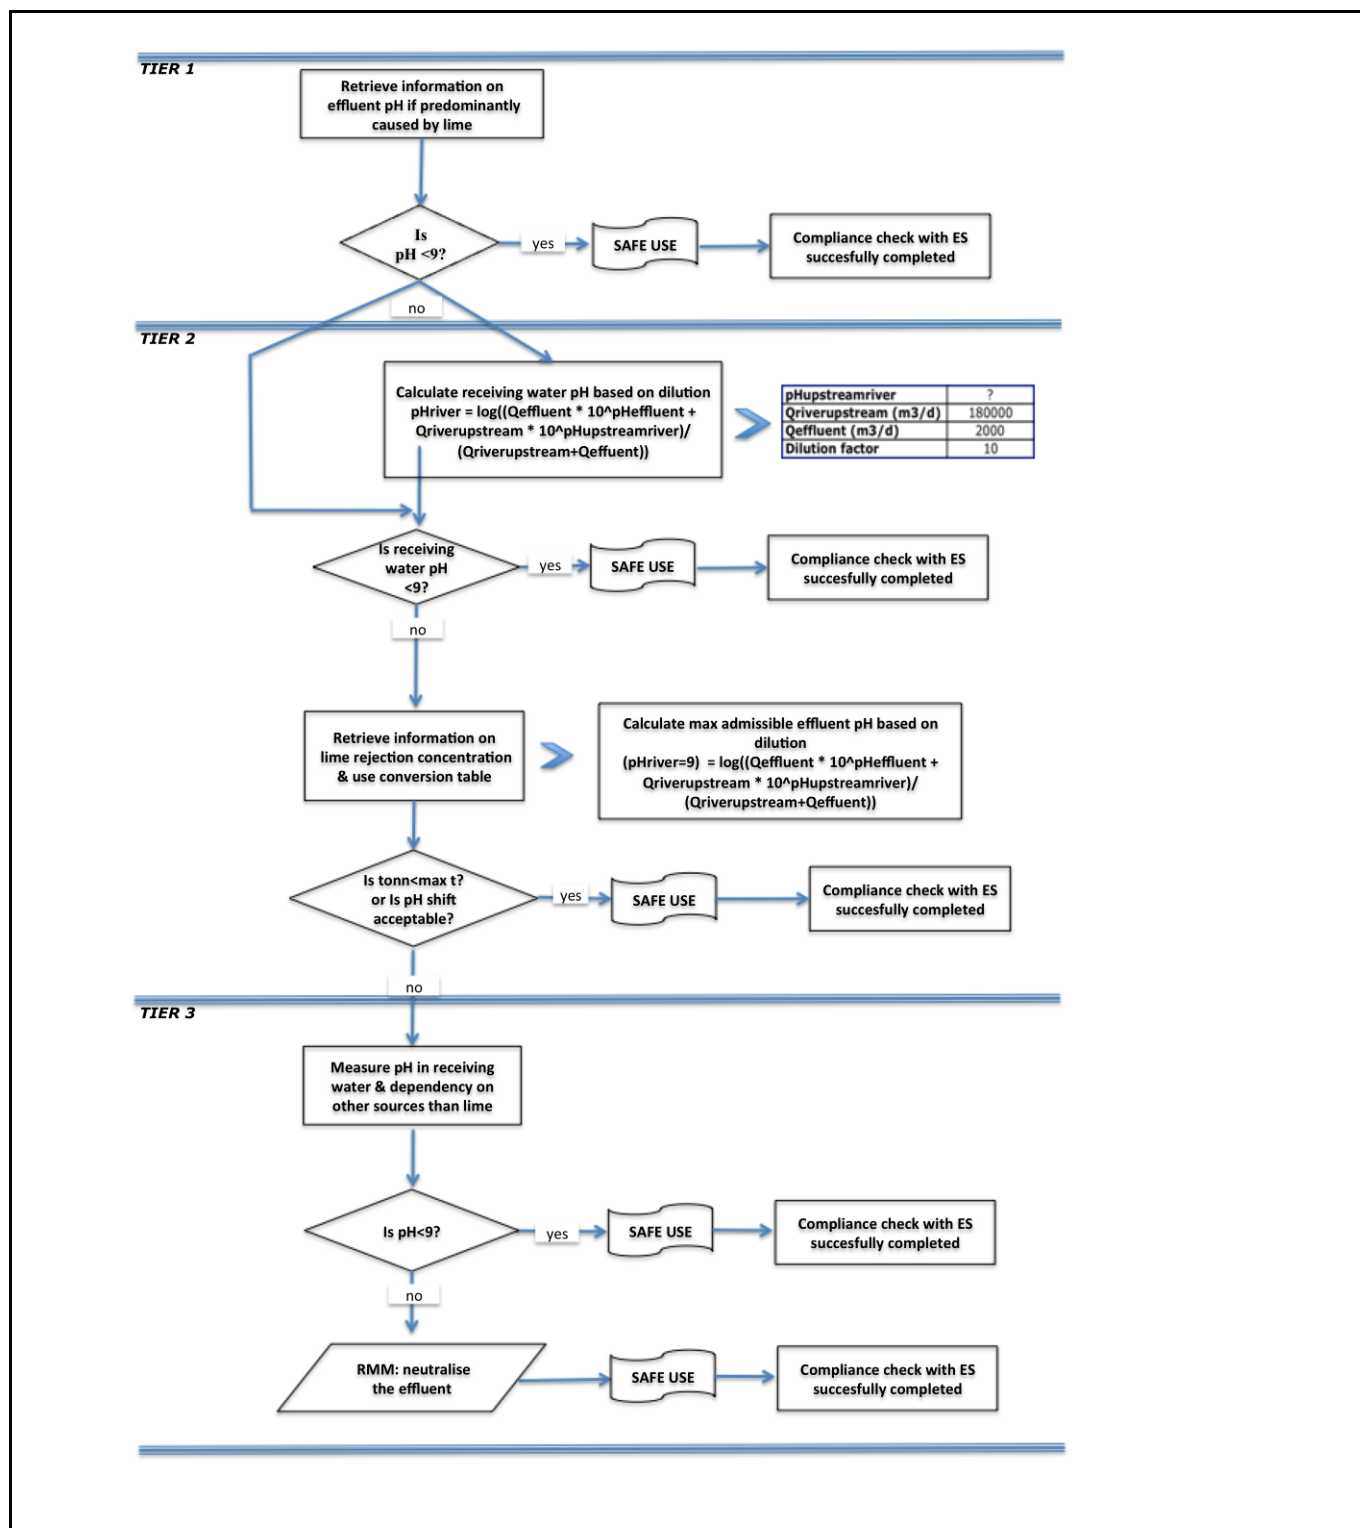 TIER 1
Retrieve information on
effluent pH if predominantly
caused by lime
Is
pH <9?
yes
SAFE USE
Compliance check with ES
succesfully completed
no
TIER 2
Calculate receiving water pH based on dilution
pHriver = log((Qeffluent * 10^pHeffluent +
Qriverupstream * 10^pHupstreamriver)/
(Qriverupstream+Qeffuent))
pHupstreamriver ?
Qriverupstream (m3/d) 180000
Qeffluent (m3/d) 2000
Dilution factor 10
Is receiving
water pH
<9?
yes
SAFE USE
Compliance check with ES
succesfully completed
no
Retrieve information on
lime rejection concentration
& use conversion table
Calculate max admissible effluent pH based on
dilution
(pHriver=9) = log((Qeffluent * 10^pHeffluent +
Qriverupstream * 10^pHupstreamriver)/
(Qriverupstream+Qeffuent))
Is tonn<max t?
or Is pH shift
acceptable?
yes
SAFE USE
Compliance check with ES
succesfully completed
no
TIER 3
Measure pH in receiving
water & dependency on
other sources than lime
Is pH<9?
yes
SAFE USE
Compliance check with ES
succesfully completed
no
RMM: neutralise
the effluent
SAFE USE
Compliance check with ES
succesfully completed